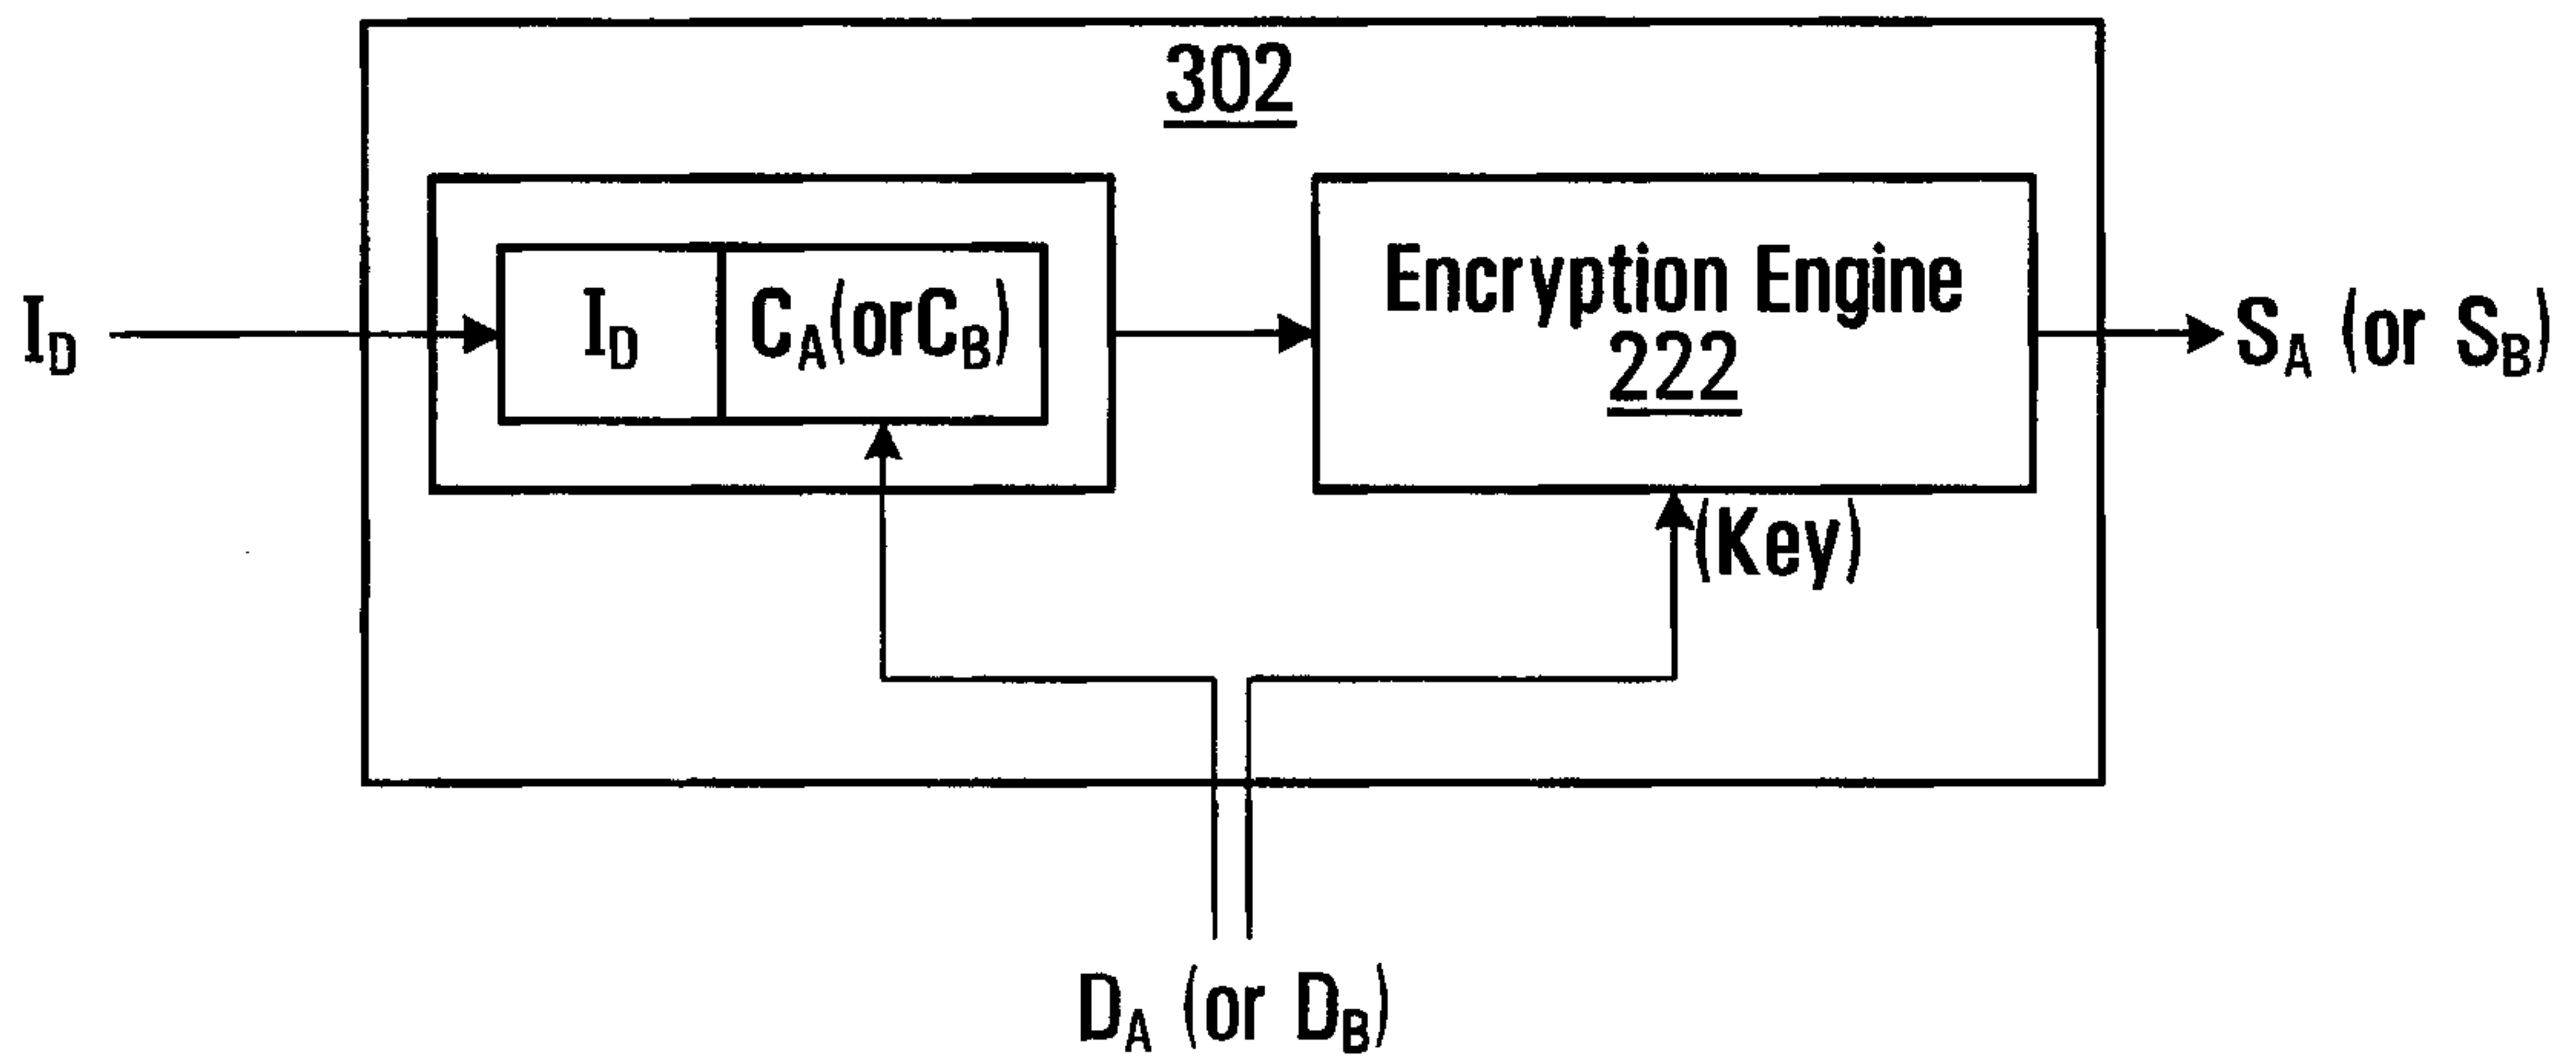 302
I_D
I_D
C_A(orC_B)
Encryption Engine
222
S_A (or S_B)
(Key)
D_A (or D_B)